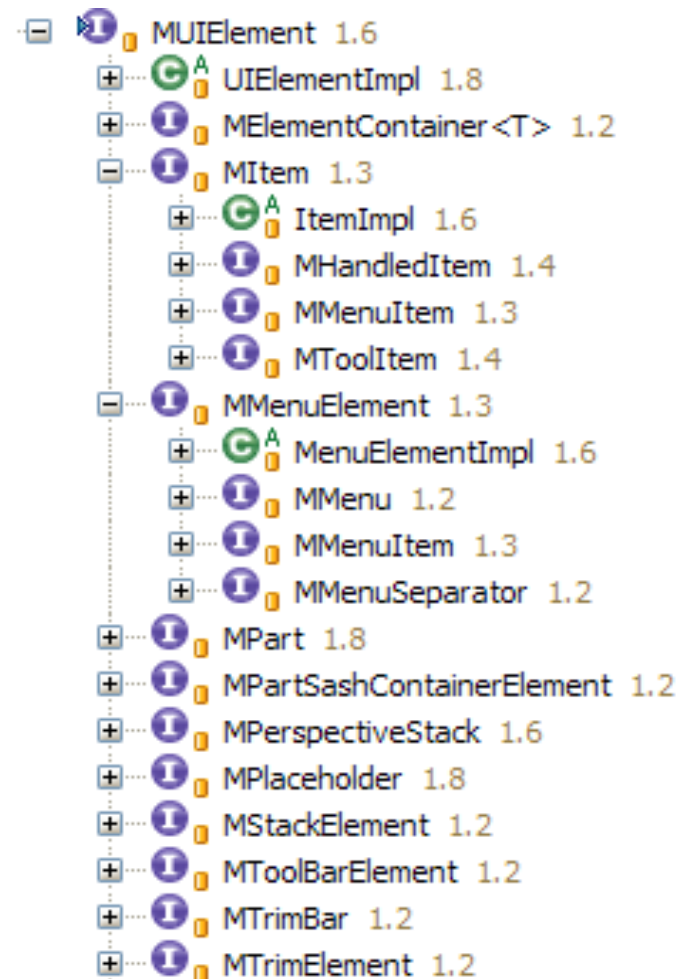 MUIElement 1.6
UIElementImpl 1.8
MElementContainer<T> 1.2
MItem 1.3
ItemImpl 1.6
MHandledItem 1.4
MMenuItem 1.3
MToolItem 1.4
MMenuElement 1.3
MenuElementImpl 1.6
MMenu 1.2
MMenuItem 1.3
MMenuSeparator 1.2
MPart 1.8
MPartSashContainerElement 1.2
MPerspectiveStack 1.6
MPlaceholder 1.8
MStackElement 1.2
MToolBarElement 1.2
MTrimBar 1.2
MTrimElement 1.2